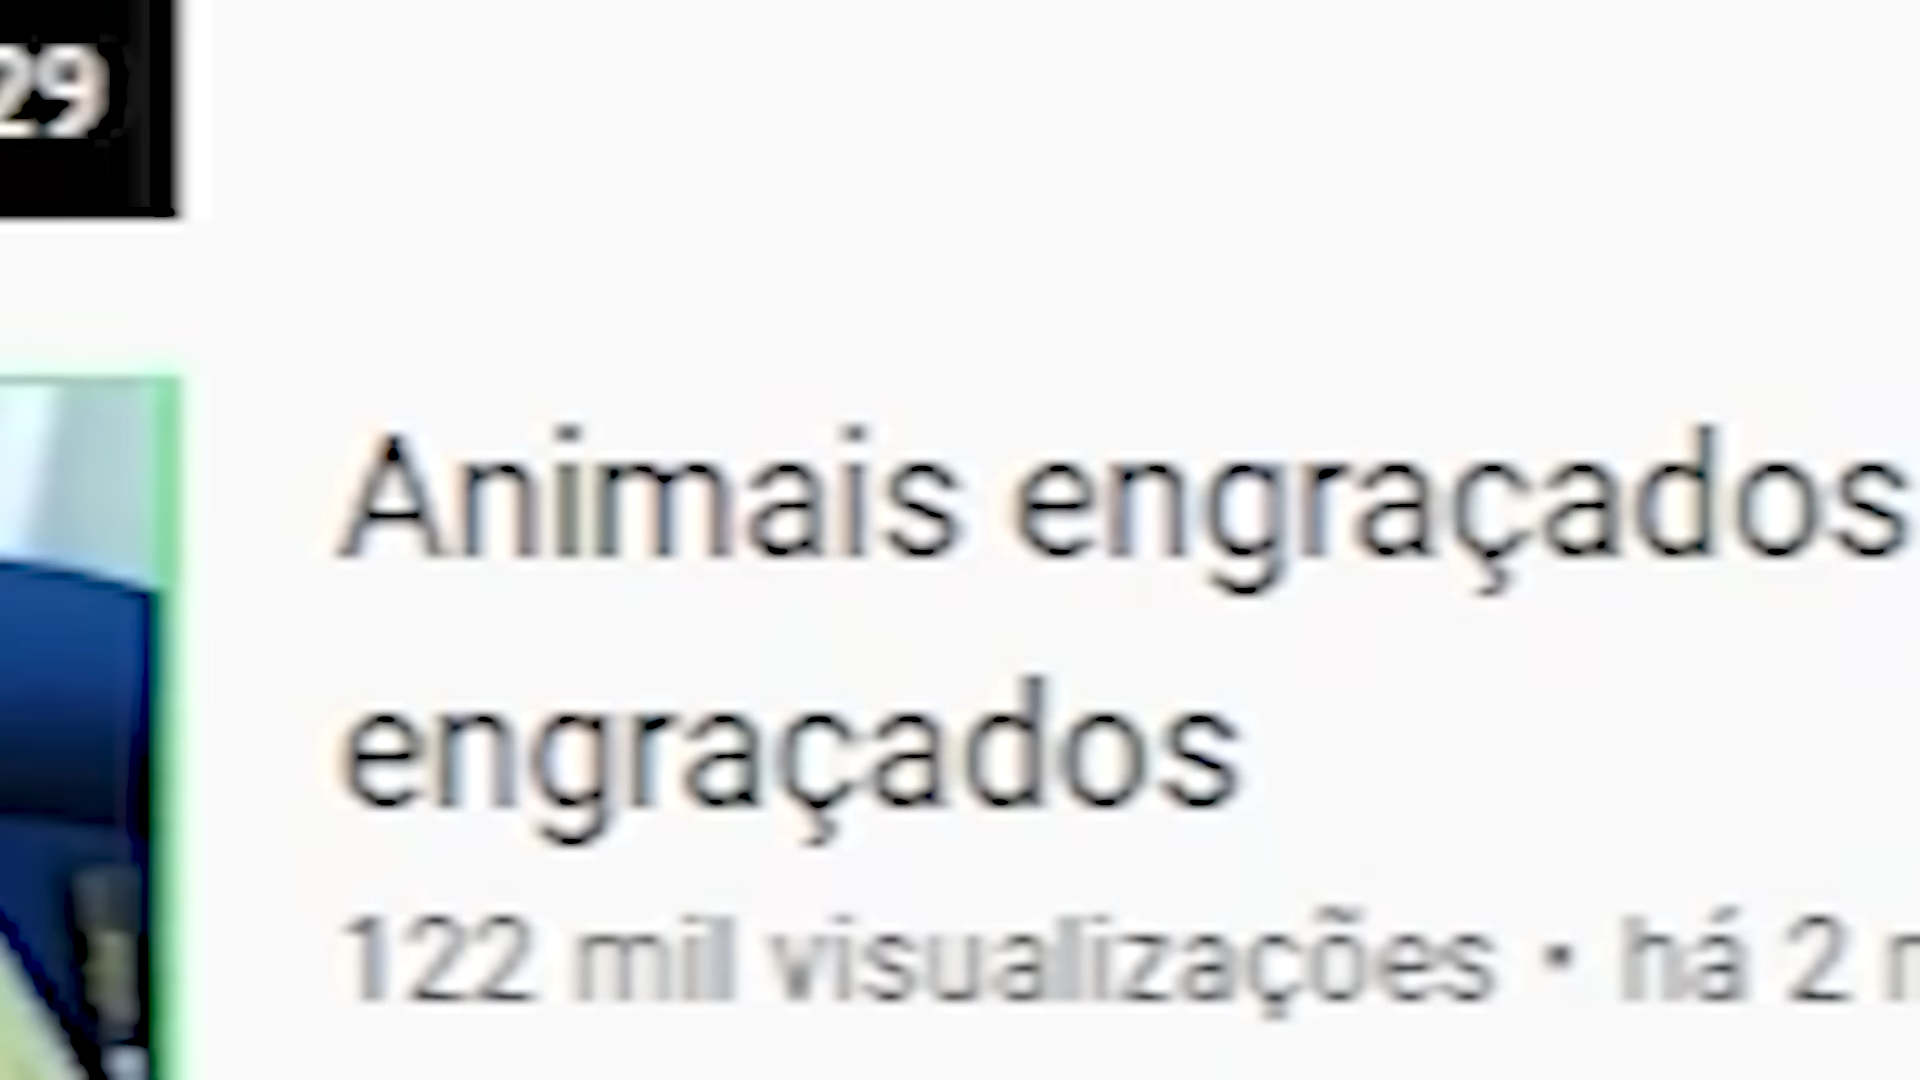 29
Animais engraçados
engraçados
122 mil visualizações • há 2